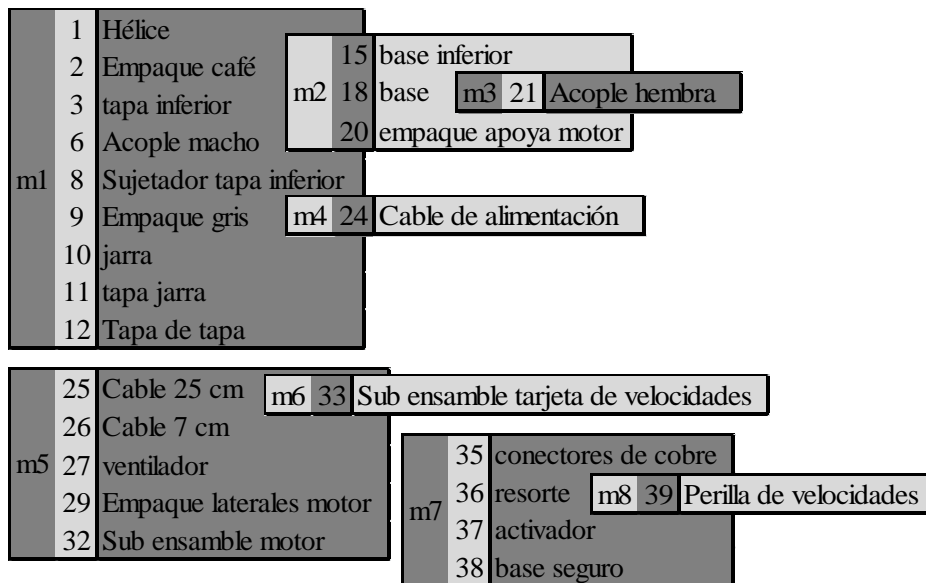 1 Hélice
2 Empaque café
3 tapa inferior
6 Acople macho
m1 8 Sujetador tapa inferior
9 Empaque gris
10 jarra
11 tapa jarra
12 Tapa de tapa
15 base inferior
m2 18 base
20 empaque apoya motor
m3 21 Acople hembra
m4 24 Cable de alimentación
25 Cable 25 cm
26 Cable 7 cm
m5 27 ventilador
29 Empaque laterales motor
32 Sub ensamble motor
m6 33 Sub ensamble tarjeta de velocidades
35 conectores de cobre
36 resorte
m7
37 activador
38 base seguro
m8 39 Perilla de velocidades